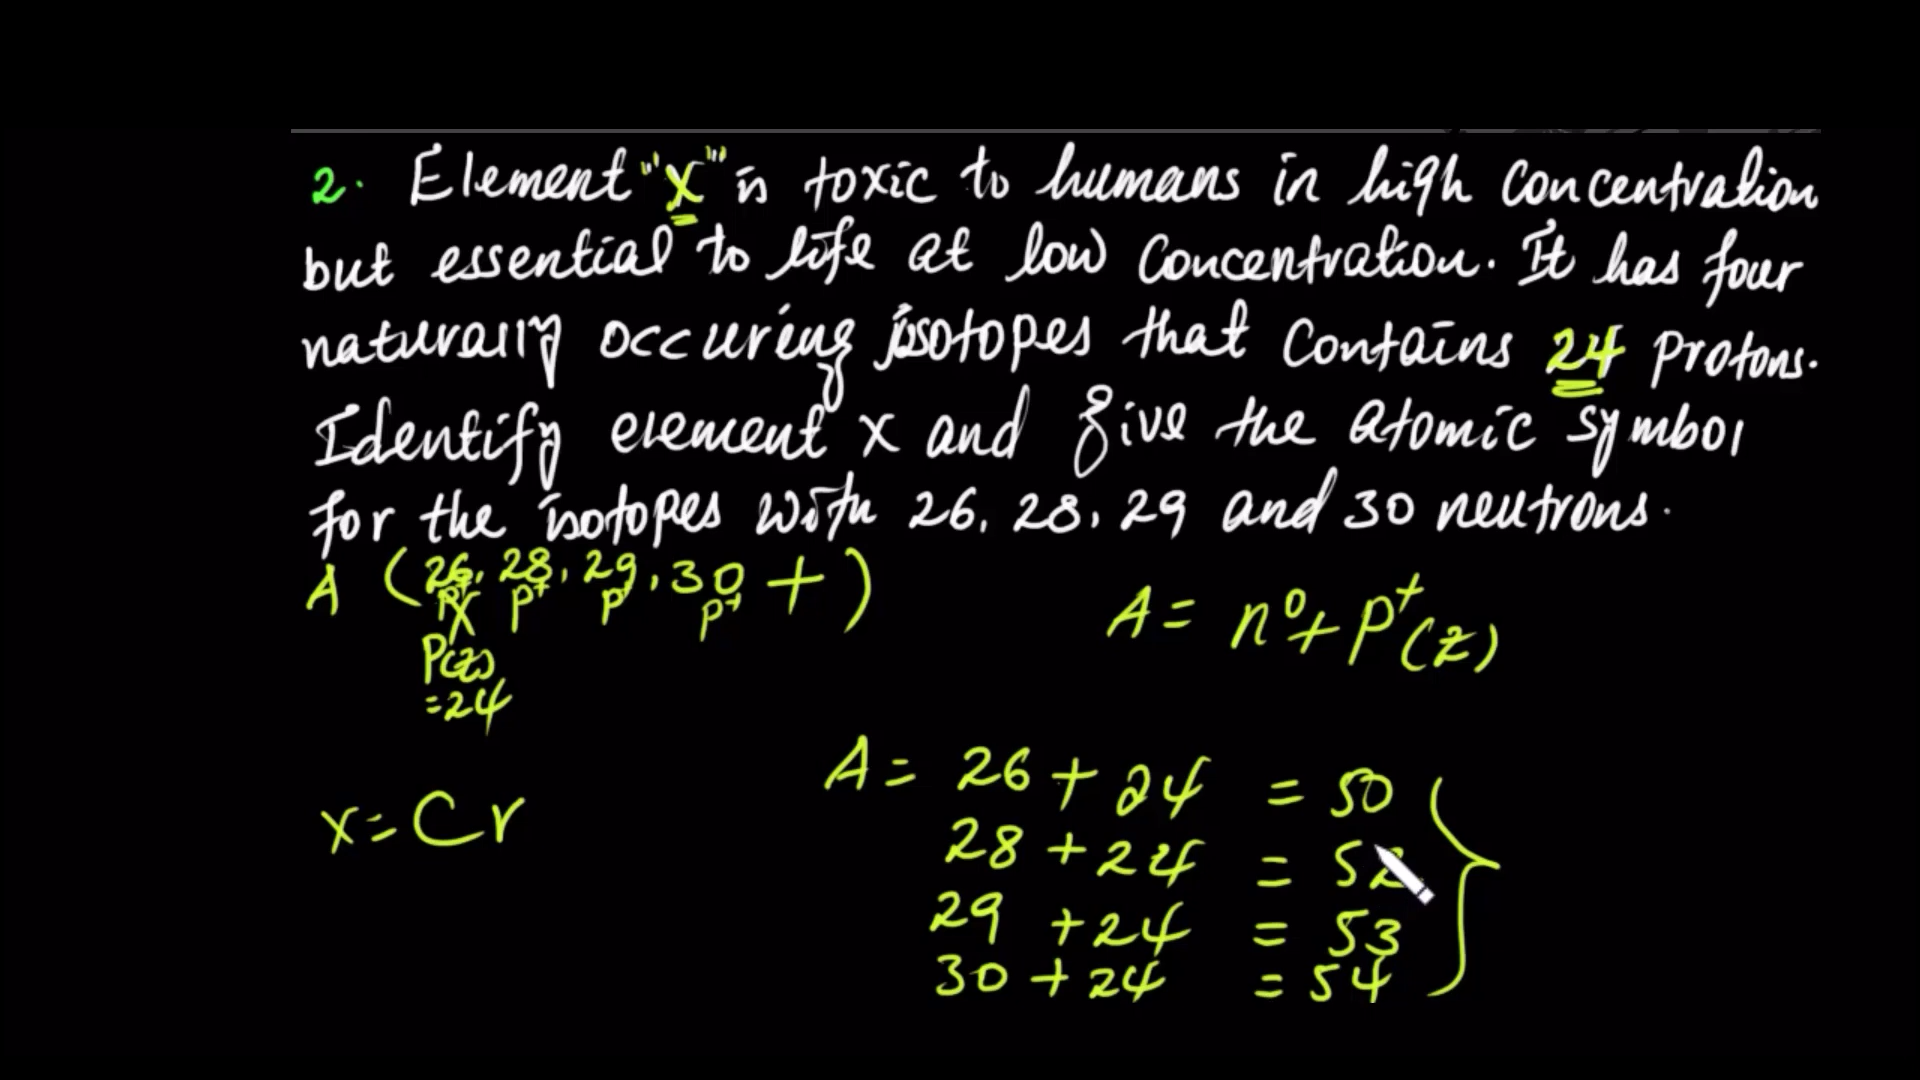 2. Element "X" is toxic to humans in high concentration
but essential to life at low concentration. It has four
naturally occuring isotopes that contains 24 protons.
Identify element X and give the atomic symbol
for the isotopes with 26, 28, 29 and 30 neutrons.
A (26, 28, 29, 30 + )
P+ P+ P+ P+
P(z)
=24
A = n⁰ + P⁺(z)
X = Cr
A = 26 + 24 = 50
28 + 24 = 52
29 + 24 = 53
30 + 24 = 54